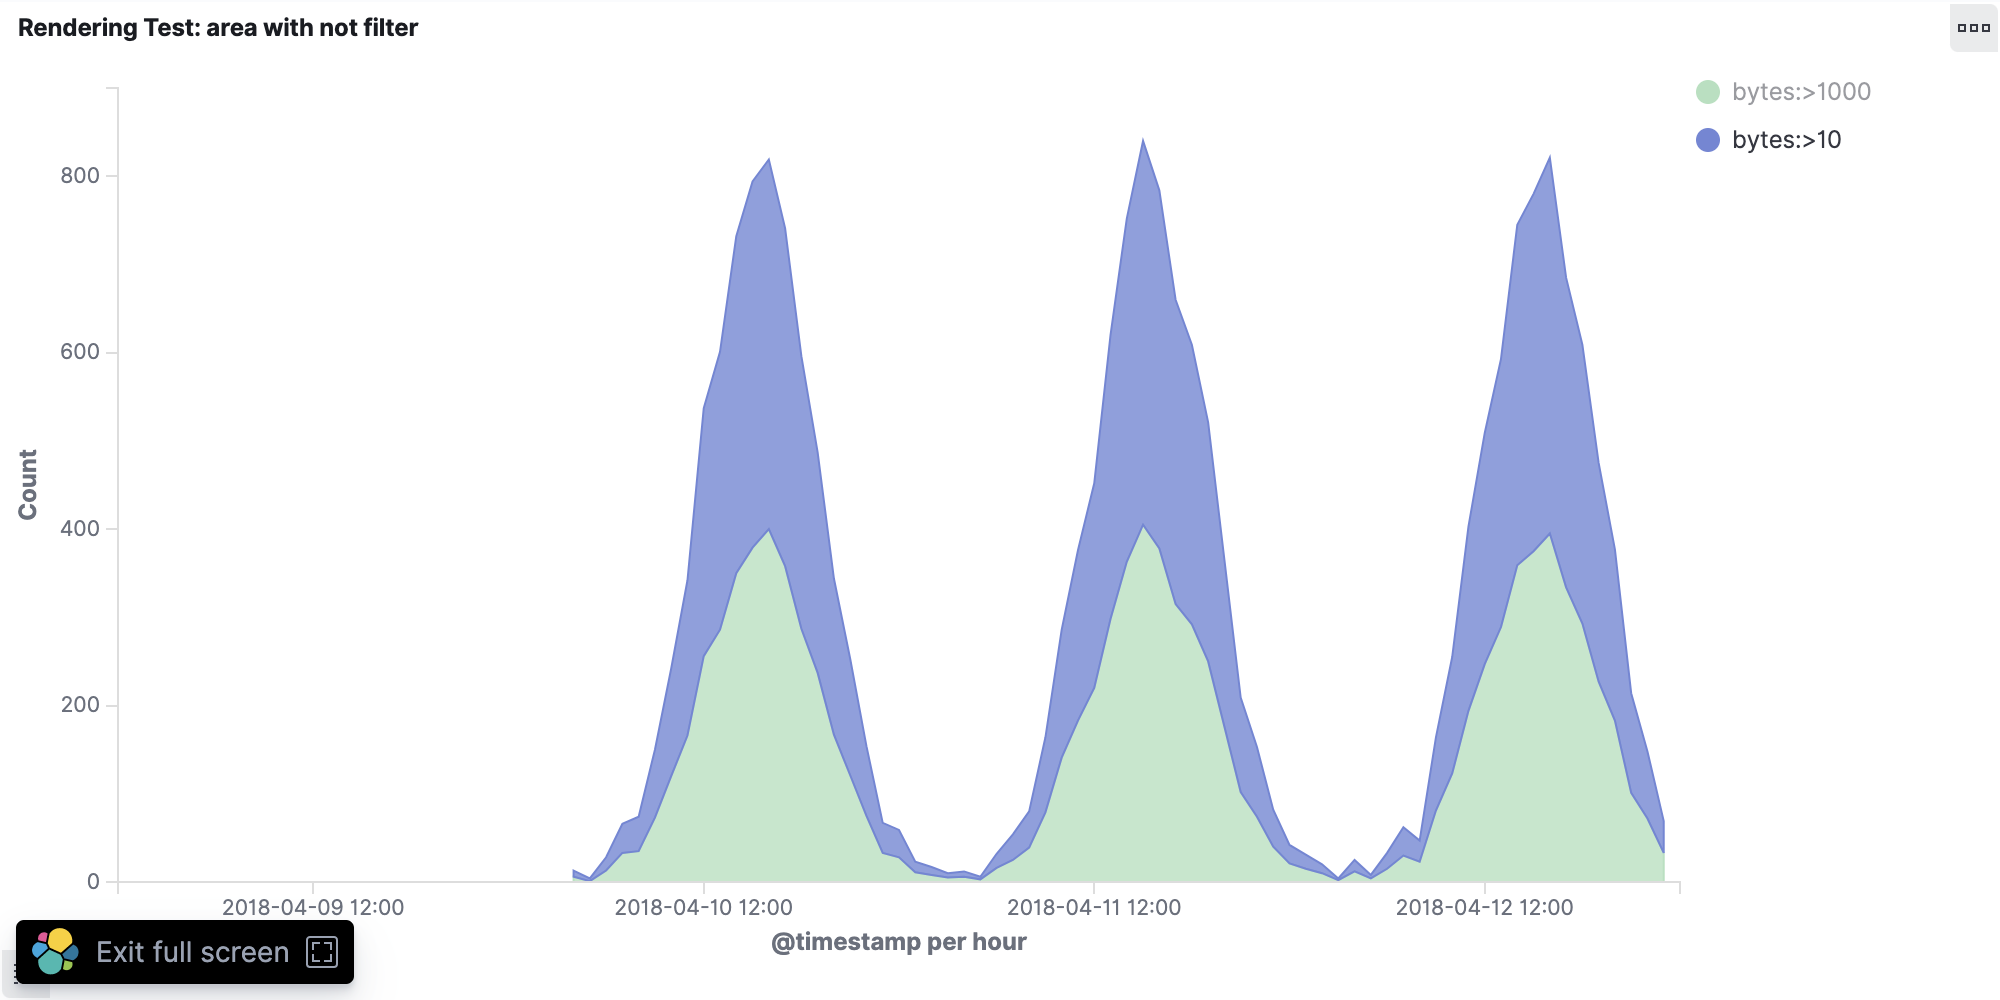 Rendering Test: area with not filter
bytes:>1000
bytes:>10
800
600
400
200
0
Count
2018-04-09 12:00
2018-04-10 12:00
2018-04-11 12:00
2018-04-12 12:00
@timestamp per hour
Exit full screen